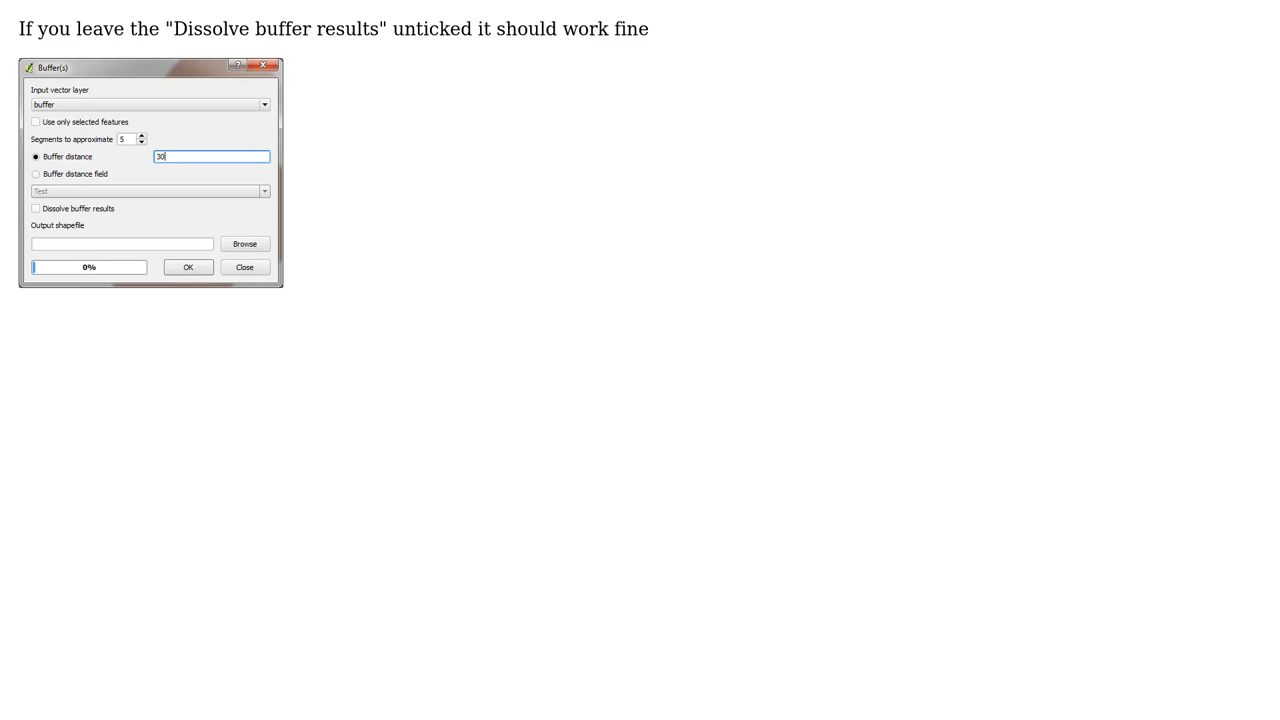 If you leave the "Dissolve buffer results" unticked it should work fine
Buffer(s)
?
Input vector layer
buffer
Use only selected features
Segments to approximate 5
Buffer distance 30
Buffer distance field
Test
Dissolve buffer results
Output shapefile
Browse
0% OK Close